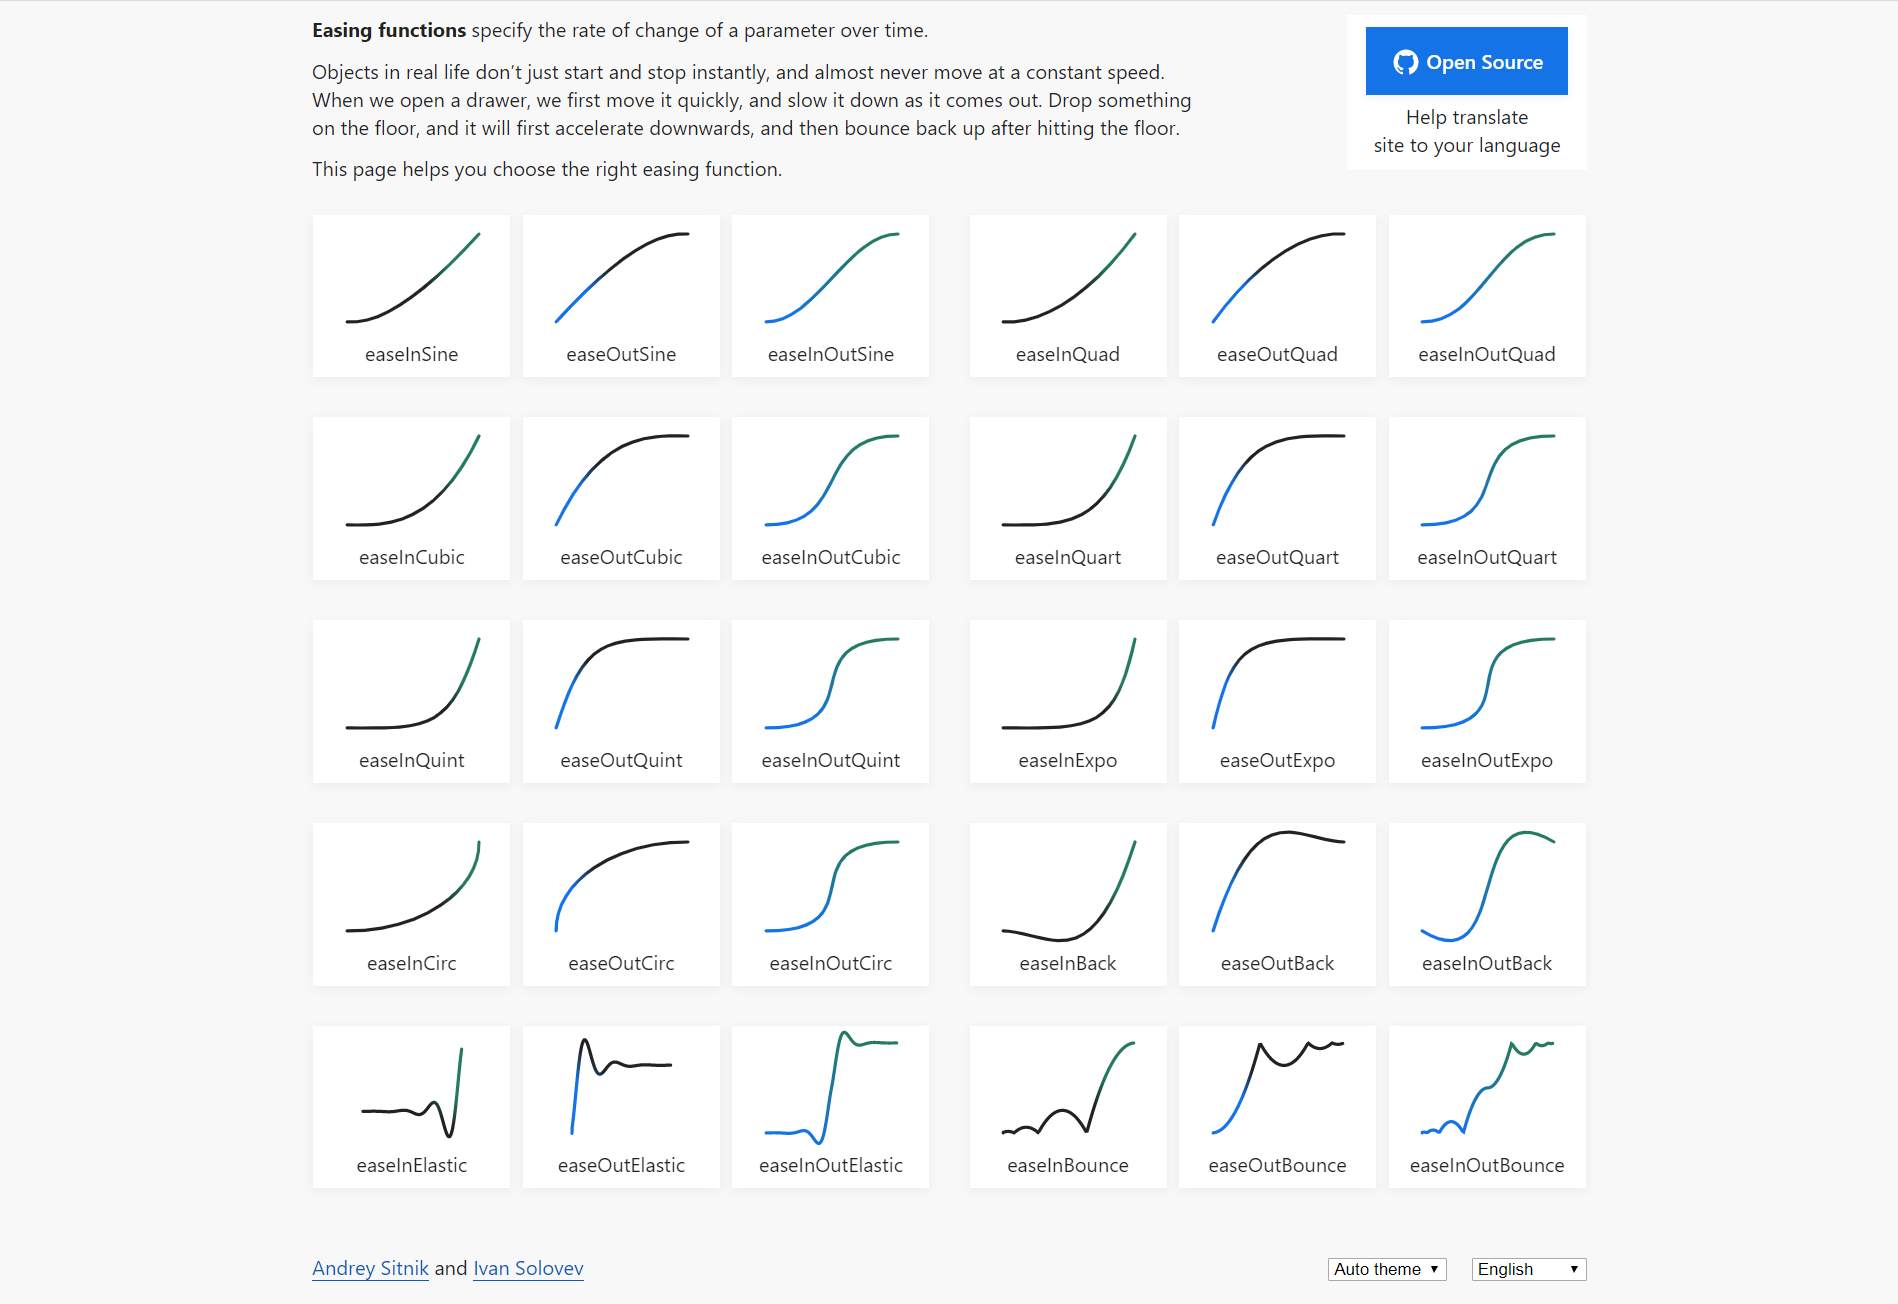 Easing functions specify the rate of change of a parameter over time.
Objects in real life don’t just start and stop instantly, and almost never move at a constant speed.
When we open a drawer, we first move it quickly, and slow it down as it comes out. Drop something
on the floor, and it will first accelerate downwards, and then bounce back up after hitting the floor.
This page helps you choose the right easing function.
Open Source
Help translate
site to your language
easeInSine
easeOutSine
easeInOutSine
easeInQuad
easeOutQuad
easeInOutQuad
easeInCubic
easeOutCubic
easeInOutCubic
easeInQuart
easeOutQuart
easeInOutQuart
easeInQuint
easeOutQuint
easeInOutQuint
easeInExpo
easeOutExpo
easeInOutExpo
easeInCirc
easeOutCirc
easeInOutCirc
easeInBack
easeOutBack
easeInOutBack
easeInElastic
easeOutElastic
easeInOutElastic
easeInBounce
easeOutBounce
easeInOutBounce
Andrey Sitnik and Ivan Solovev
Auto theme
English